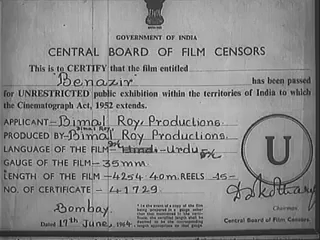 GOVERNMENT OF INDIA
CENTRAL BOARD OF FILM CENSORS
This is to CERTIFY that the film entitled
"Benazir" has been passed
for UNRESTRICTED public exhibition within the territories of India to which
the Cinematograph Act, 1952 extends.
APPLICANT - Bimal Roy Productions.
PRODUCED BY - Bimal Roy Productions.
LANGUAGE OF THE FILM - Urdu
GAUGE OF THE FILM - 35mm.
LENGTH OF THE FILM - 4254.40m. REELS -15-
NO. OF CERTIFICATE - 41729.
U
Bombay.
Dated 17th June, 1964
Chairman
Central Board of Film Censors.